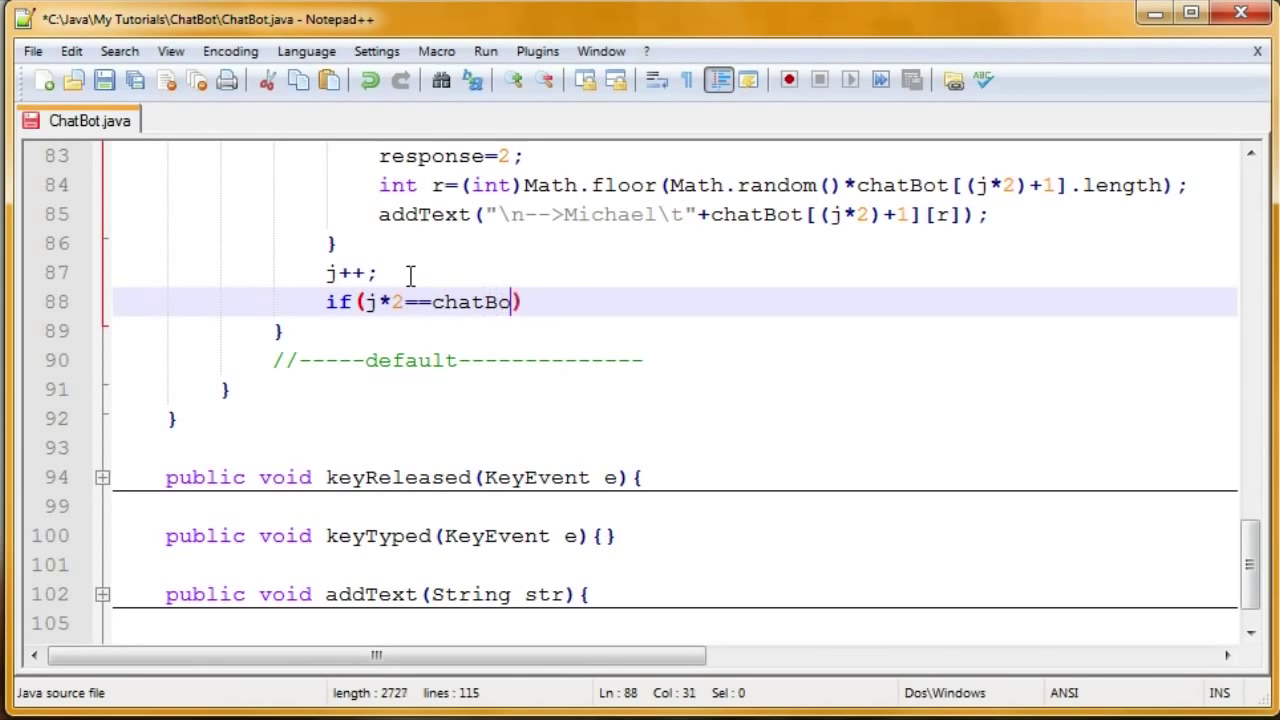 *C:\Java\My Tutorials\ChatBot\ChatBot.java - Notepad++
File Edit Search View Encoding Language Settings Macro Run Plugins Window ? X
ABC
ChatBot.java
83 response=2;
84 int r=(int)Math.floor(Math.random()*chatBot[(j*2)+1].length);
85 addText("\n-->Michael\t"+chatBot[(j*2)+1][r]);
86 }
87 j++;
88 if(j*2==chatBo)
89 }
90 //-----default--------------
91 }
92 }
93
94 public void keyReleased(KeyEvent e){
99
100 public void keyTyped(KeyEvent e){}
101
102 public void addText(String str){
105
Java source file length : 2727 lines : 115 Ln : 88 Col : 31 Sel : 0 Dos\Windows ANSI INS